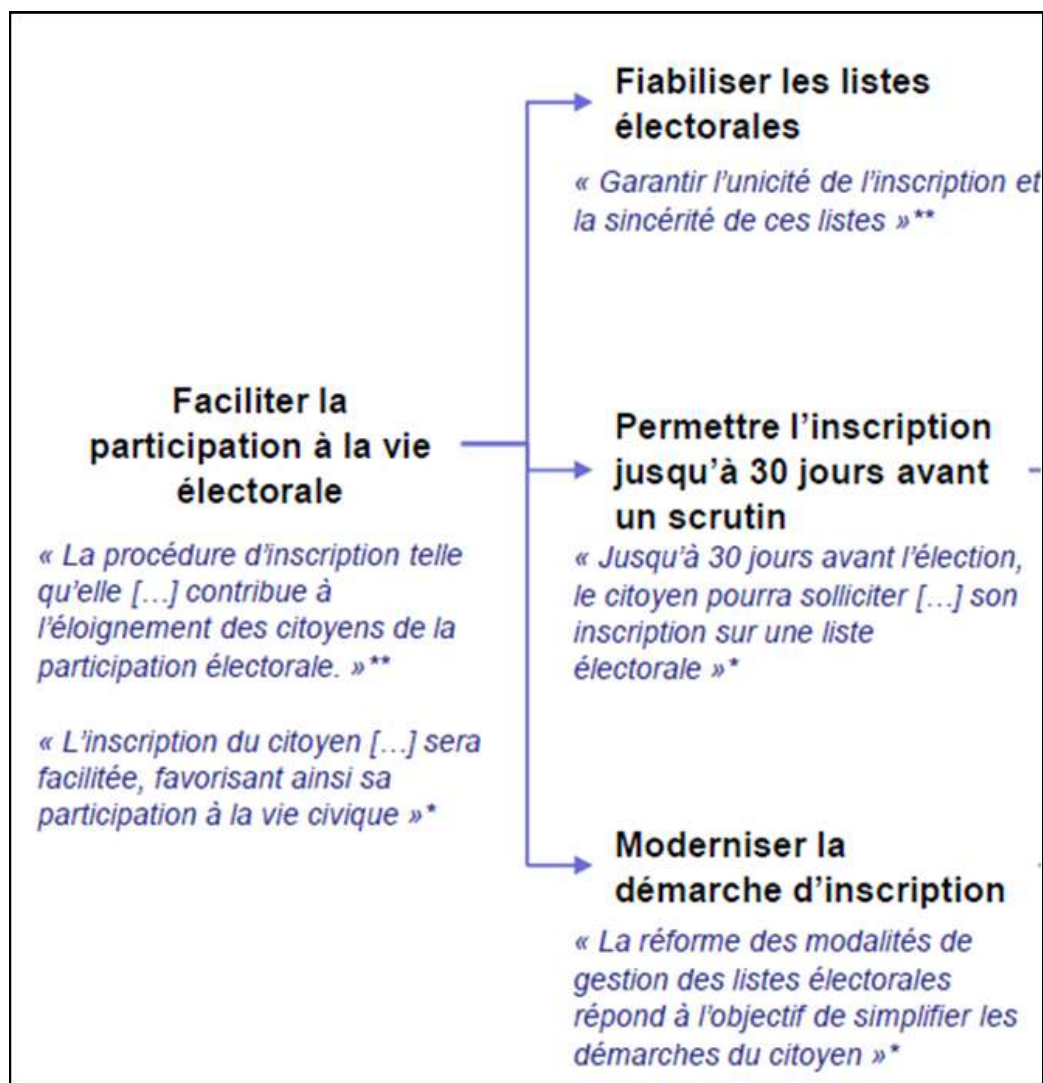 Faciliter la
participation à la vie
électorale
« La procédure d'inscription telle
qu'elle [...] contribue à
l'éloignement des citoyens de la
participation électorale. »**
« L'inscription du citoyen [...] sera
facilitée, favorisant ainsi sa
participation à la vie civique »*
Fiabiliser les listes
électorales
« Garantir l'unicité de l'inscription et
la sincérité de ces listes »**
Permettre l'inscription
jusqu'à 30 jours avant
un scrutin
« Jusqu'à 30 jours avant l'élection,
le citoyen pourra solliciter [...] son
inscription sur une liste
électorale »*
Moderniser la
démarche d'inscription
« La réforme des modalités de
gestion des listes électorales
répond à l'objectif de simplifier les
démarches du citoyen »*